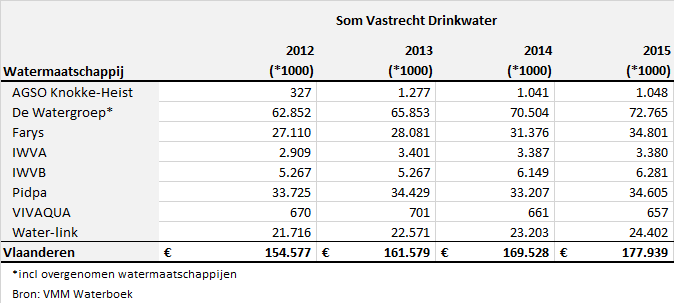 Som Vastrecht Drinkwater
2012 2013 2014 2015
Watermaatschappij (*1000) (*1000) (*1000) (*1000)
AGSO Knokke-Heist 327 1.277 1.041 1.048
De Watergroep* 62.852 65.853 70.504 72.765
Farys 27.110 28.081 31.376 34.801
IWVA 2.909 3.401 3.387 3.380
IWVB 5.267 5.267 6.149 6.281
Pidpa 33.725 34.429 33.207 34.605
VIVAQUA 670 701 661 657
Water-link 21.716 22.571 23.203 24.402
Vlaanderen € 154.577 € 161.579 € 169.528 € 177.939
*incl overgenomen watermaatschappijen
Bron: VMM Waterboek